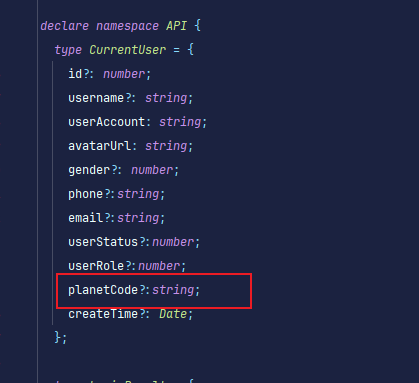 declare namespace API {
type CurrentUser = {
id?: number;
username?: string;
userAccount: string;
avatarUrl: string;
gender?: number;
phone?:string;
email?:string;
userStatus?:number;
userRole?:number;
planetCode?:string;
createTime?: Date;
};